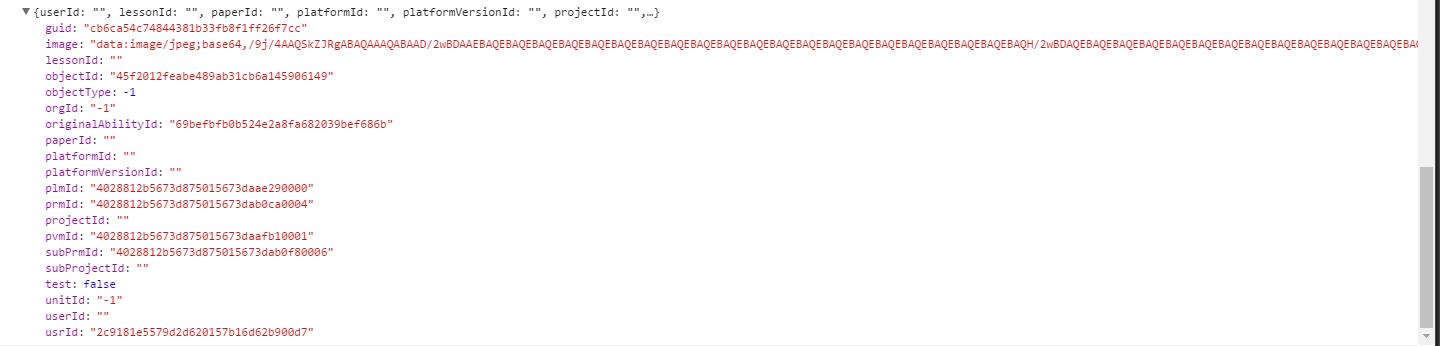 ▼{userId: "", lessonId: "", paperId: "", platformId: "", platformVersionId: "", projectId: "",…}
guid: "cb6ca54c74844381b33fb8f1ff26f7cc"
image: "data:image/jpeg;base64,/9j/4AAQSkZJRgABAQAAAQABAAD/2wBDAAEBAQEBAQEBAQEBAQEBAQEBAQEBAQEBAQEBAQEBAQEBAQEBAQEBAQEBAQEBAQEBAQEBAQEBAQEBAQH/2wBDAQEBAQEBAQEBAQEBAQEBAQEBAQEBAQEBAQEBAQEBAQEBAQEBAQEBAQ
lessonId: ""
objectId: "45f2012feabe489ab31cb6a145906149"
objectType: -1
orgId: "-1"
originalAbilityId: "69befbfb0b524e2a8fa682039bef686b"
paperId: ""
platformId: ""
platformVersionId: ""
plmId: "4028812b5673d875015673daae290000"
prmId: "4028812b5673d875015673dab0ca0004"
projectId: ""
pvmId: "4028812b5673d875015673daafb10001"
subPrmId: "4028812b5673d875015673dab0f80006"
subProjectId: ""
test: false
unitId: "-1"
userId: ""
usrId: "2c9181e5579d2d620157b16d62b900d7"